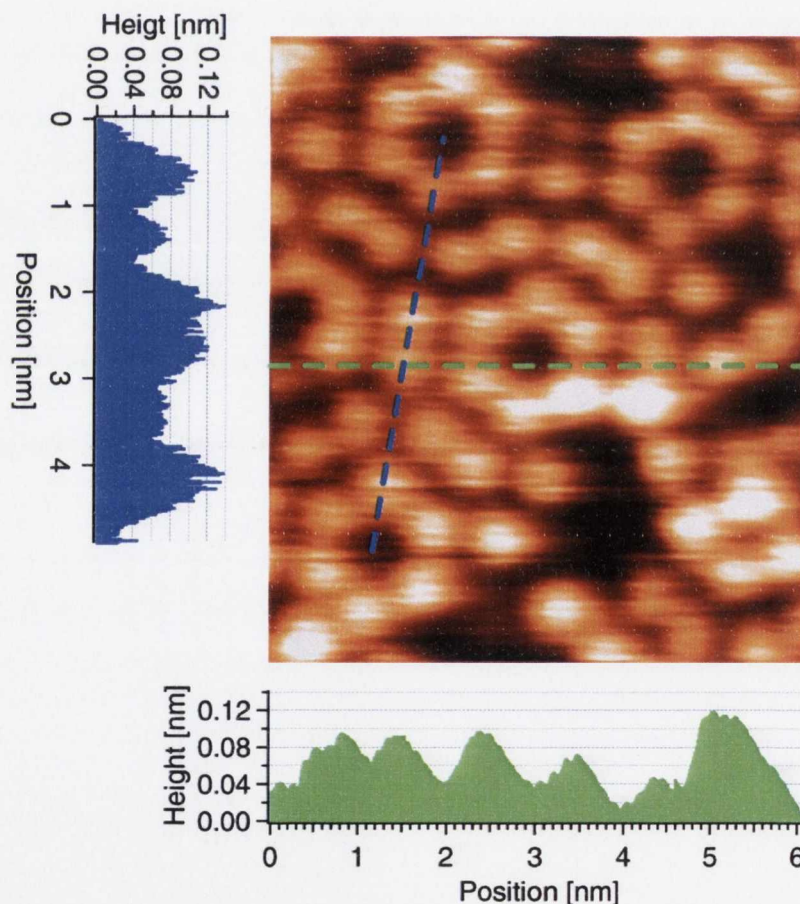 Heigt [nm]
0.00 0.04 0.08 0.12
0
1
2
3
4
Position [nm]
Height [nm]
0.12
0.08
0.04
0.00
0 1 2 3 4 5 6
Position [nm]